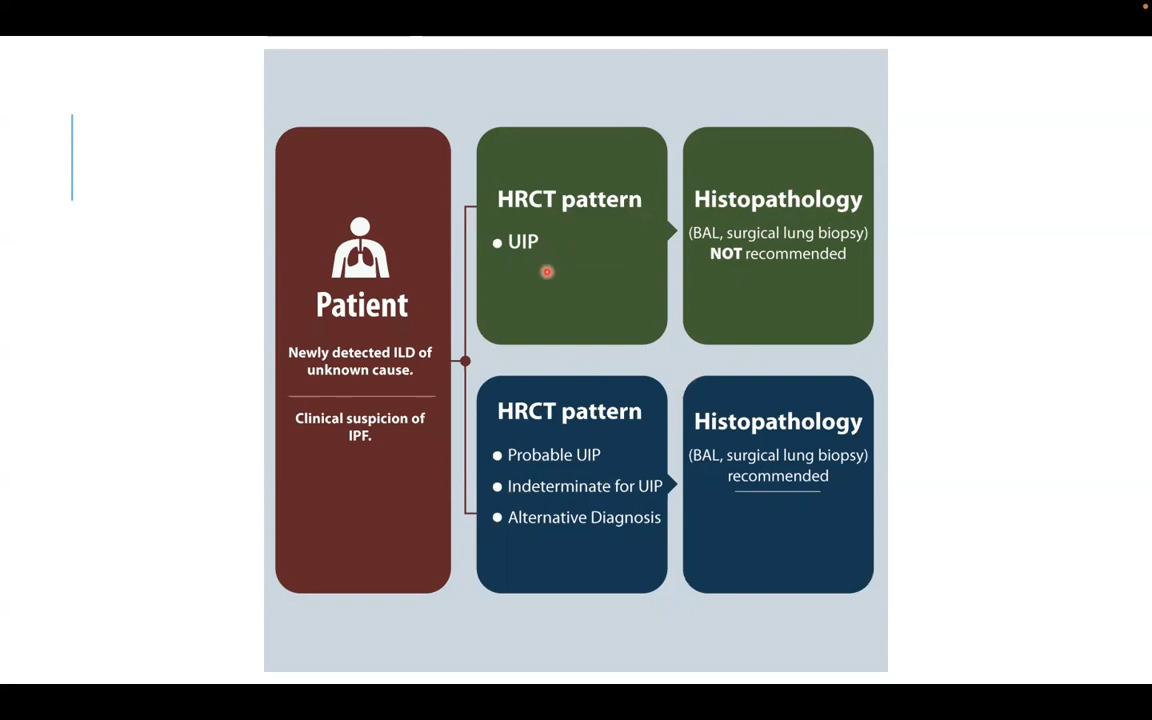 Patient
Newly detected ILD of
unknown cause.
Clinical suspicion of
IPF.
HRCT pattern
UIP
Histopathology
(BAL, surgical lung biopsy)
NOT recommended
HRCT pattern
Probable UIP
Indeterminate for UIP
Alternative Diagnosis
Histopathology
(BAL, surgical lung biopsy)
recommended